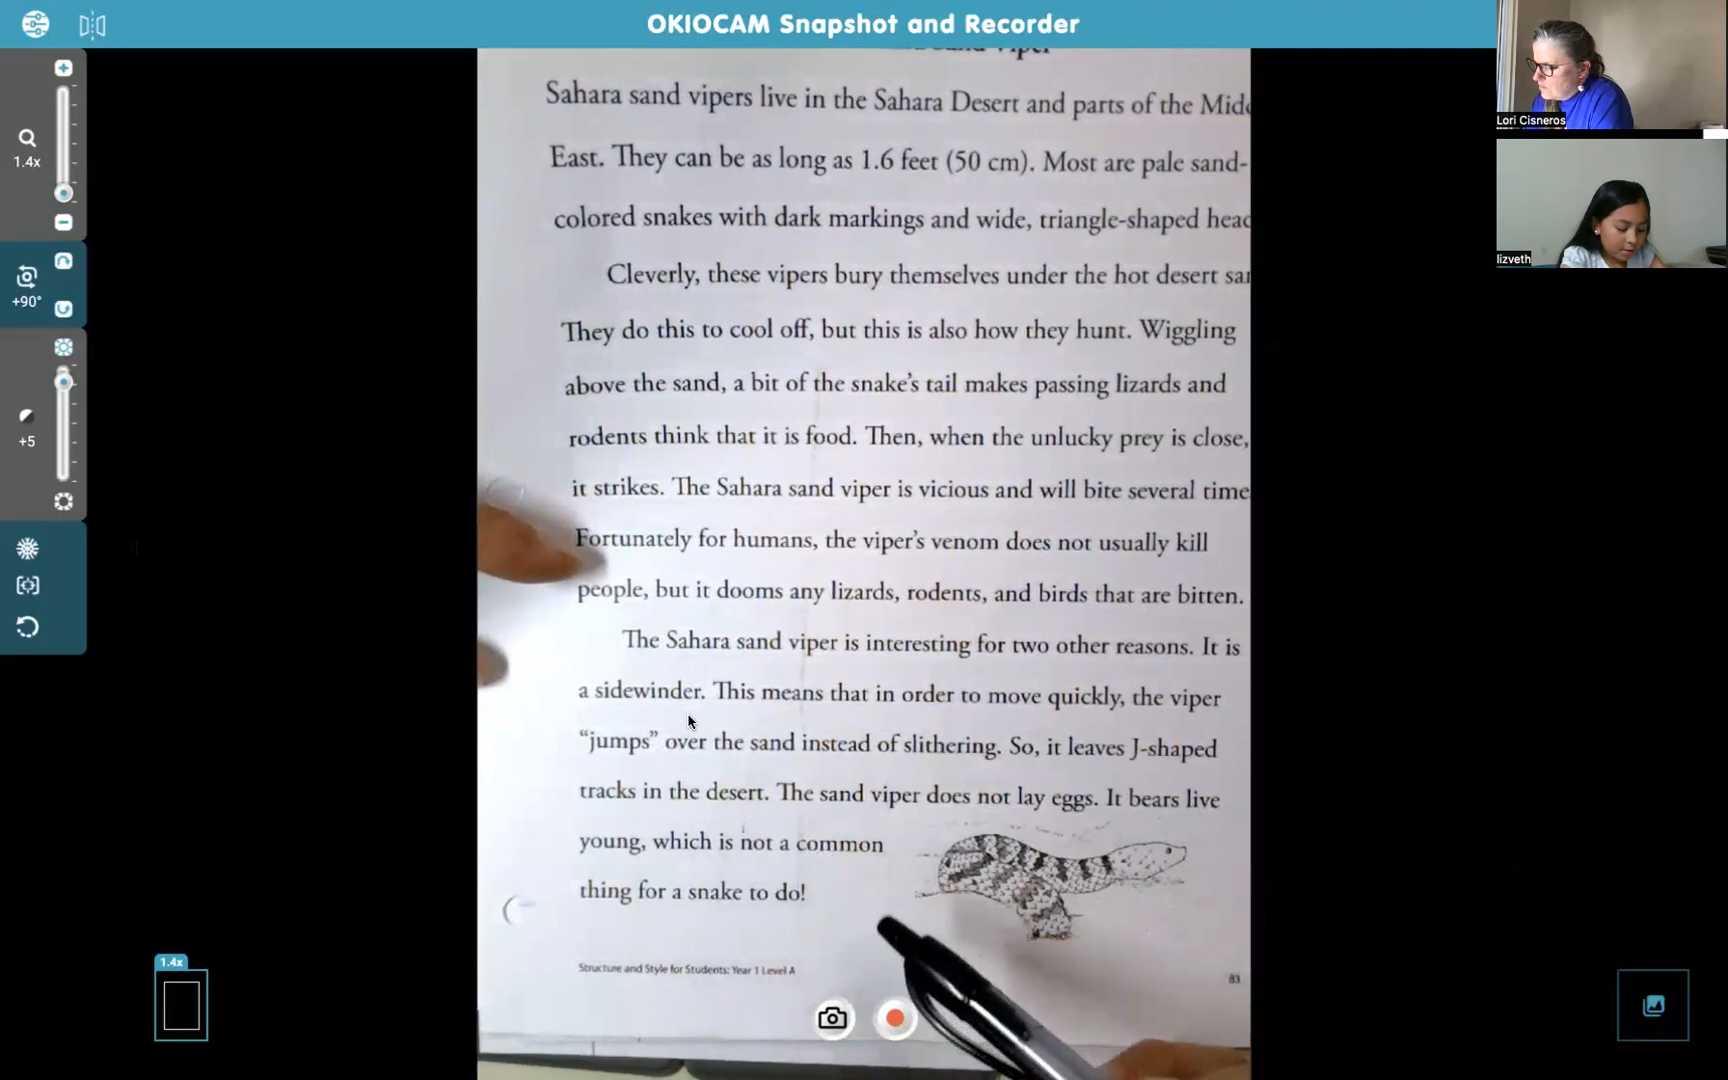 OKIOCAM Snapshot and Recorder
Viper
Sahara sand vipers live in the Sahara Desert and parts of the
East. They can be as long as 1.6 feet (50 cm). Most are pale sand-
colored snakes with dark markings and wide, triangle-shaped
Cleverly, these vipers bury themselves under the hot desert
They do this to cool off, but this is also how they hunt. Wiggling
above the sand, a bit of the snake's tail makes passing lizards and
rodents think that it is food. Then, when the unlucky prey is close,
it strikes. The Sahara sand viper is vicious and will bite several
Fortunately for humans, the viper's venom does not usually kill
people, but it dooms any lizards, rodents, and birds that are bitten.
The Sahara sand viper is interesting for two other reasons. It is
a sidewinder. This means that in order to move quickly, the viper
"jumps" over the sand instead of slithering. So, it leaves J-shaped
tracks in the desert. The sand viper does not lay eggs. It bears live
young, which is not a common
thing for a snake to do!
Structure and Style for Students: Year 1 Level A
83
1.4x
+90°
+5
1.4x
Lori Cisneros
lizveth